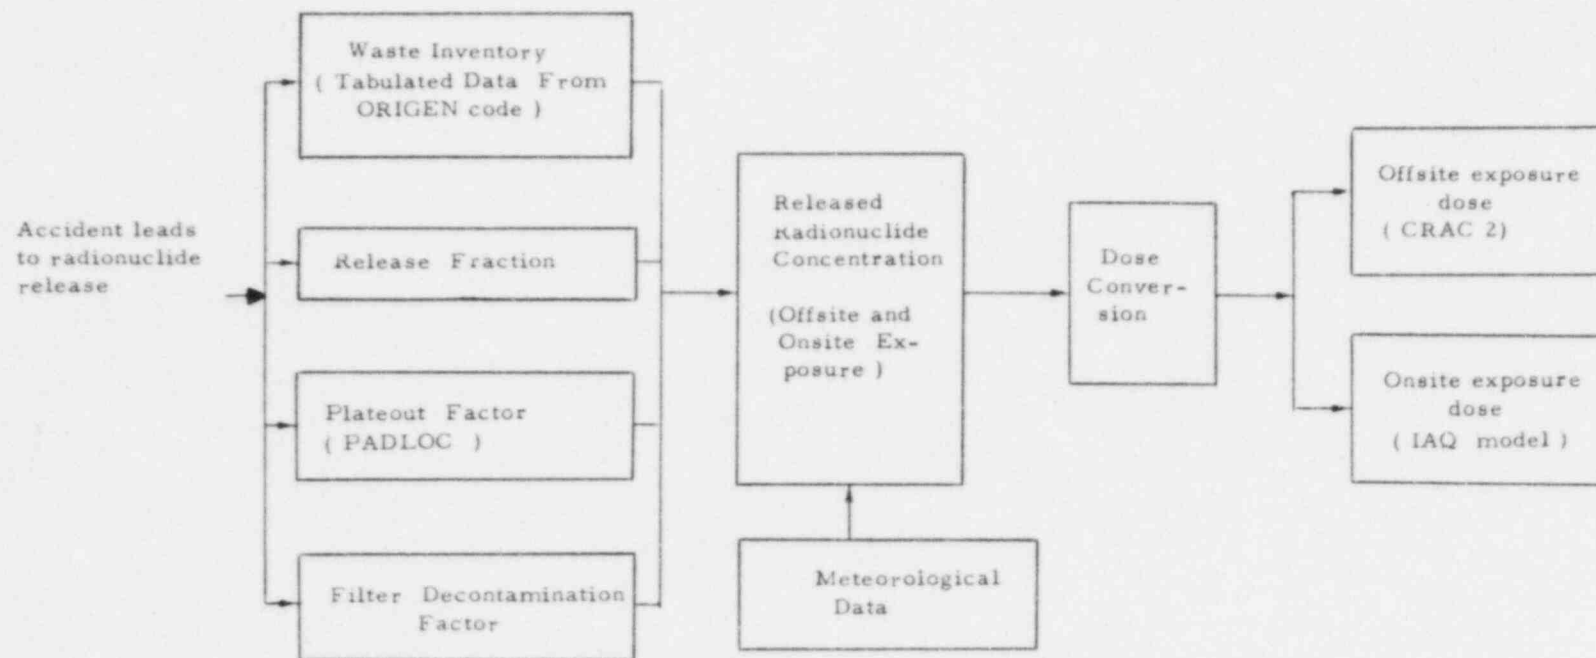 Accident leads
to radionuclide
release
Waste Inventory
( Tabulated Data From
ORIGEN code )
Release Fraction
Plateout Factor
( PADLOC )
Filter Decontamination
Factor
Released
Radionuclide
Concentration
(Offsite and
Onsite Ex-
posure )
Meteorological
Data
Dose
Conver-
sion
Offsite exposure
dose
( CRAC 2)
Onsite exposure
dose
( IAQ model )